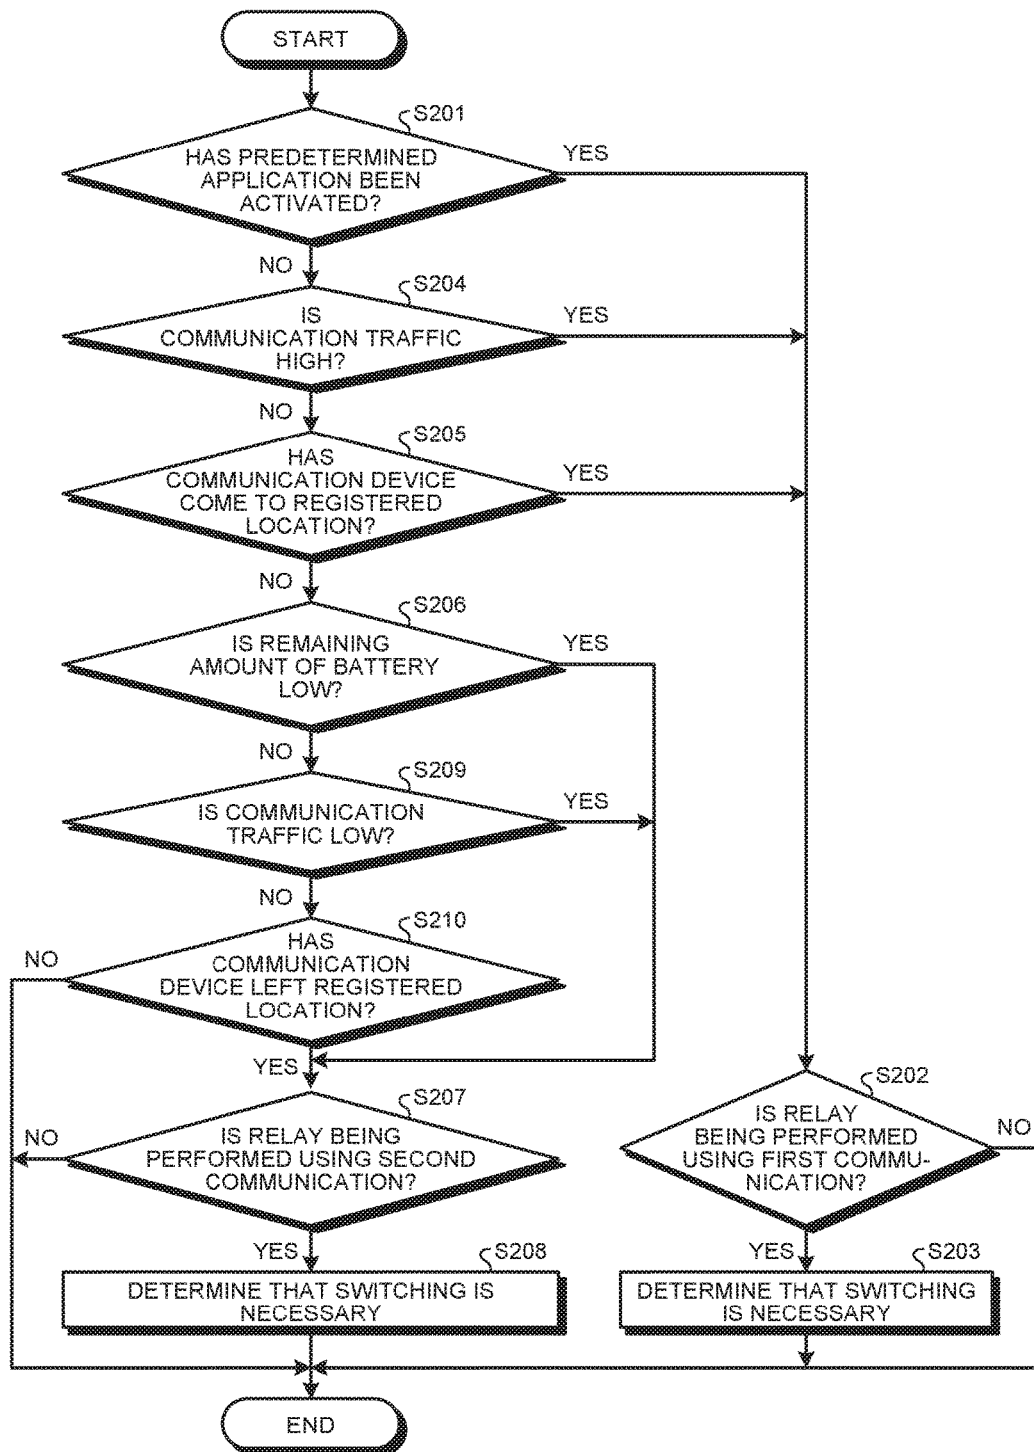 START
S201
HAS PREDETERMINED
APPLICATION BEEN
ACTIVATED?
YES
NO
S204
IS
COMMUNICATION TRAFFIC
HIGH?
YES
NO
S205
HAS
COMMUNICATION DEVICE
COME TO REGISTERED
LOCATION?
YES
NO
S206
IS REMAINING
AMOUNT OF BATTERY
LOW?
YES
NO
S209
IS COMMUNICATION
TRAFFIC LOW?
YES
NO
S210
HAS
COMMUNICATION
DEVICE LEFT REGISTERED
LOCATION?
NO
YES
S207
IS RELAY BEING
PERFORMED USING SECOND
COMMUNICATION?
NO
YES
S208
DETERMINE THAT SWITCHING IS
NECESSARY
S202
IS RELAY
BEING PERFORMED
USING FIRST COMMU-
NICATION?
NO
YES
S203
DETERMINE THAT SWITCHING
IS NECESSARY
END